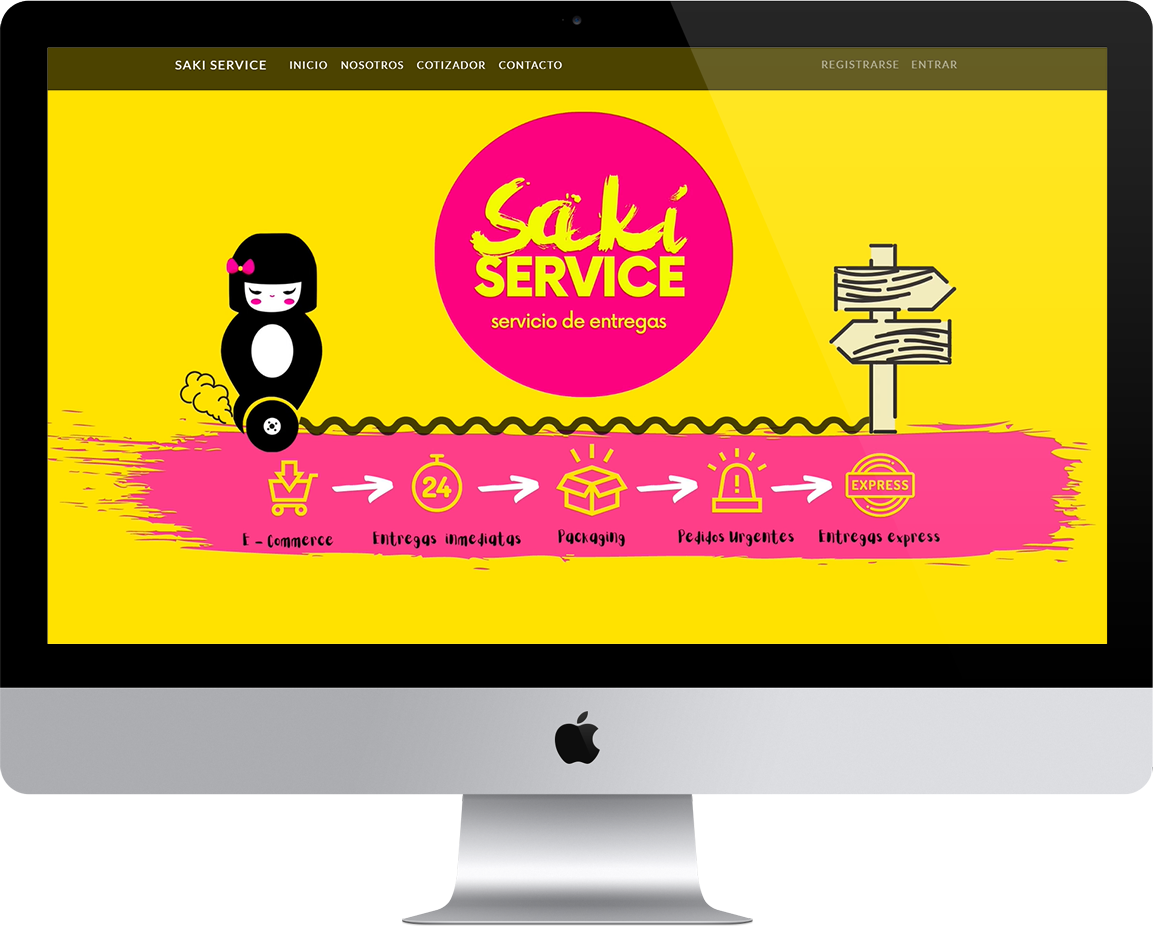 SAKI SERVICE INICIO NOSOTROS COTIZADOR CONTACTO REGISTRARSE ENTRAR
Saki
SERVICE
servicio de entregas
24
EXPRESS
E - Commerce Entregas inmediatas Packaging Pedidos Urgentes Entregas express